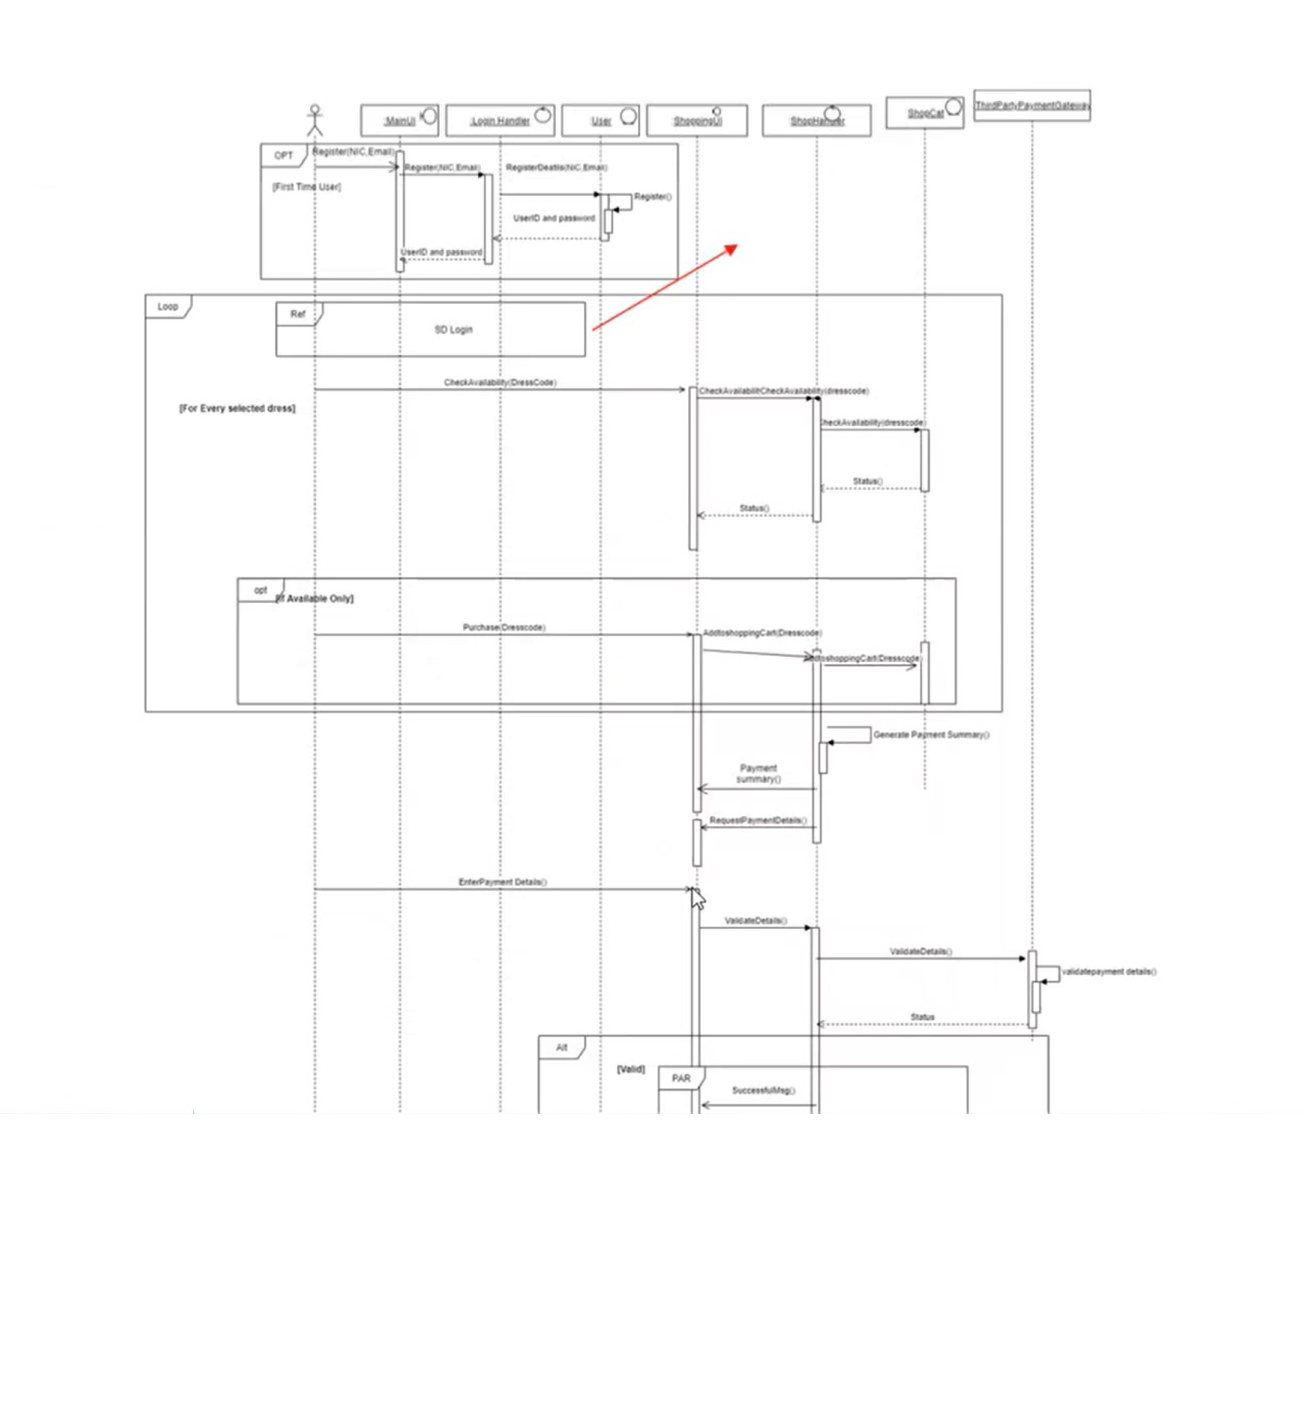 :MainUI
:Login Handler
:User
:ShoppingUI
:ShopHandler
:ShopCat
ThirdPartyPaymentGateway
OPT
Register(NIC,Email)
Register(NIC,Email)
RegisterDeatils(NIC,Email)
[First Time User]
Register()
UserID and password
UserID and password
Loop
Ref
SD Login
CheckAvailability(DressCode)
CheckAvailabilitCheckAvailability(dresscode)
[For Every selected dress]
CheckAvailability(dresscode)
Status()
Status()
opt
[If Available Only]
Purchase(Dresscode)
AddtoshoppingCart(Dresscode)
AddtoshoppingCart(Dresscode)
Generate Payment Summary()
Payment
summary()
RequestPaymentDetails()
EnterPayment Details()
ValidateDetails()
ValidateDetails()
validatepayment details()
Status
Alt
[Valid]
PAR
SuccessfulMsg()